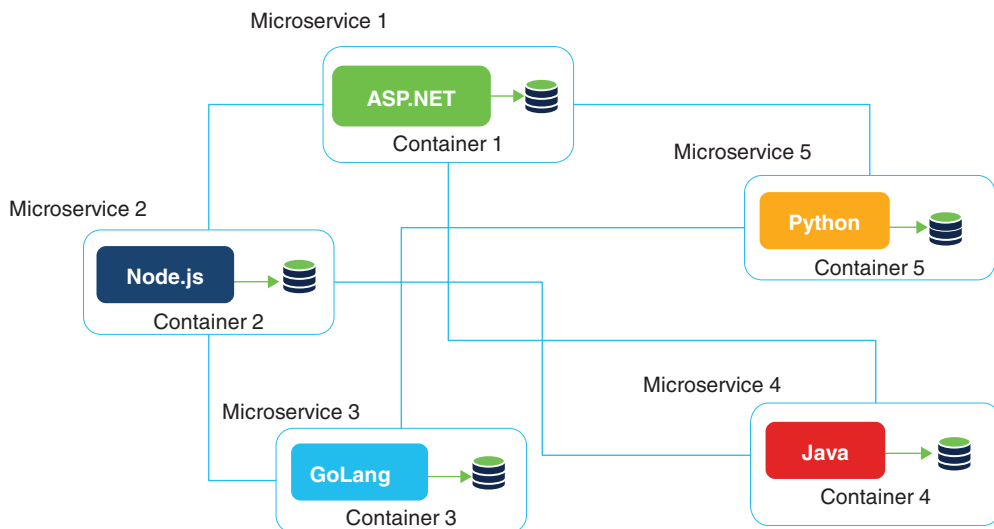 Microservice 1
ASP.NET
Container 1
Microservice 5
Python
Container 5
Microservice 2
Node.js
Container 2
Microservice 3
GoLang
Container 3
Microservice 4
Java
Container 4